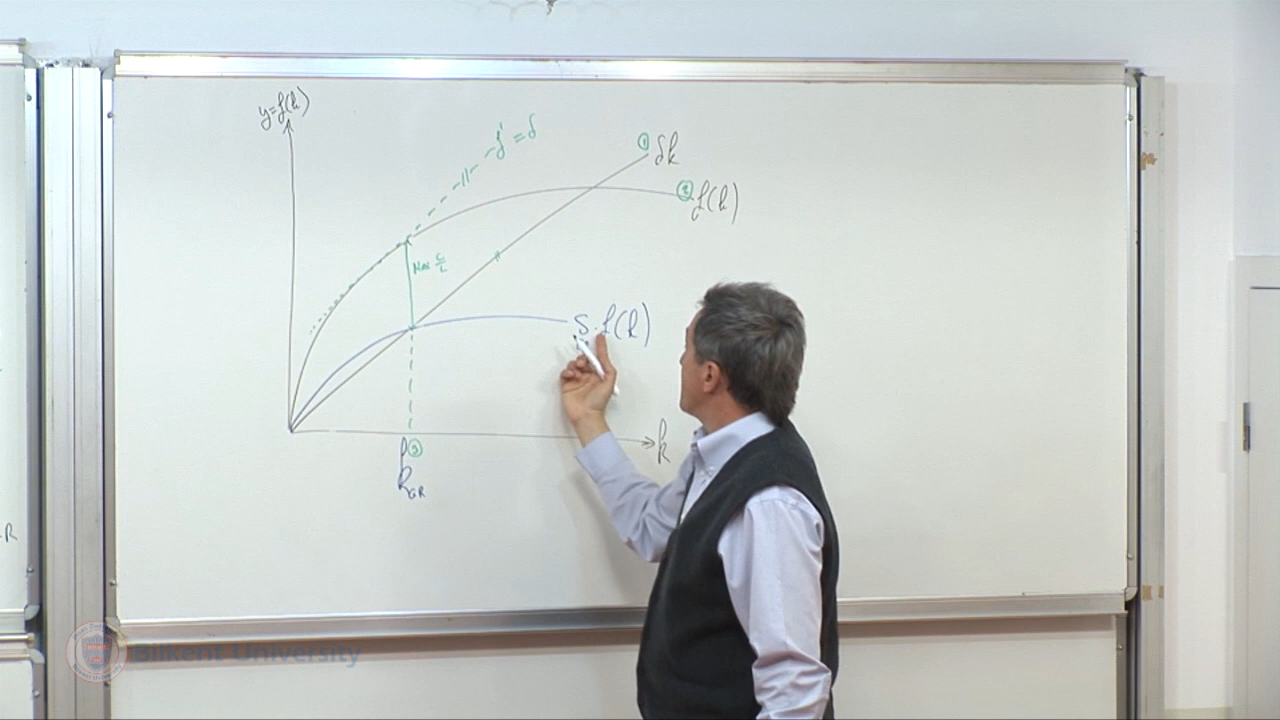 y=f(k)
f' = δ
① δk
② f(k)
Max C/L
S.f(k)
k
③
k_GR
R
Bilkent University